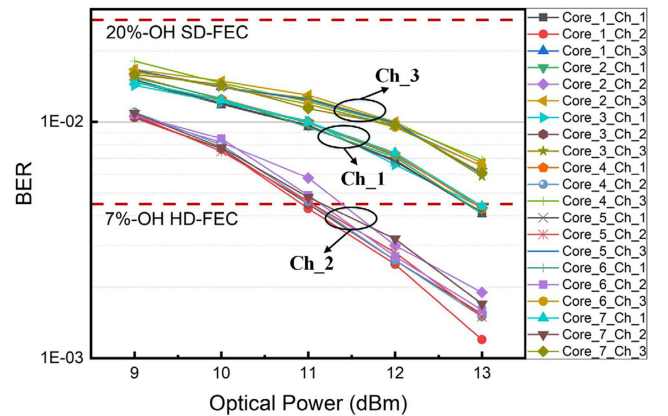 20%-OH SD-FEC
Ch_3
1E-02
Ch_1
7%-OH HD-FEC
Ch_2
1E-03
BER
9 10 11 12 13
Optical Power (dBm)
Core_1_Ch_1
Core_1_Ch_2
Core_1_Ch_3
Core_2_Ch_1
Core_2_Ch_2
Core_2_Ch_3
Core_3_Ch_1
Core_3_Ch_2
Core_3_Ch_3
Core_4_Ch_1
Core_4_Ch_2
Core_4_Ch_3
Core_5_Ch_1
Core_5_Ch_2
Core_5_Ch_3
Core_6_Ch_1
Core_6_Ch_2
Core_6_Ch_3
Core_7_Ch_1
Core_7_Ch_2
Core_7_Ch_3